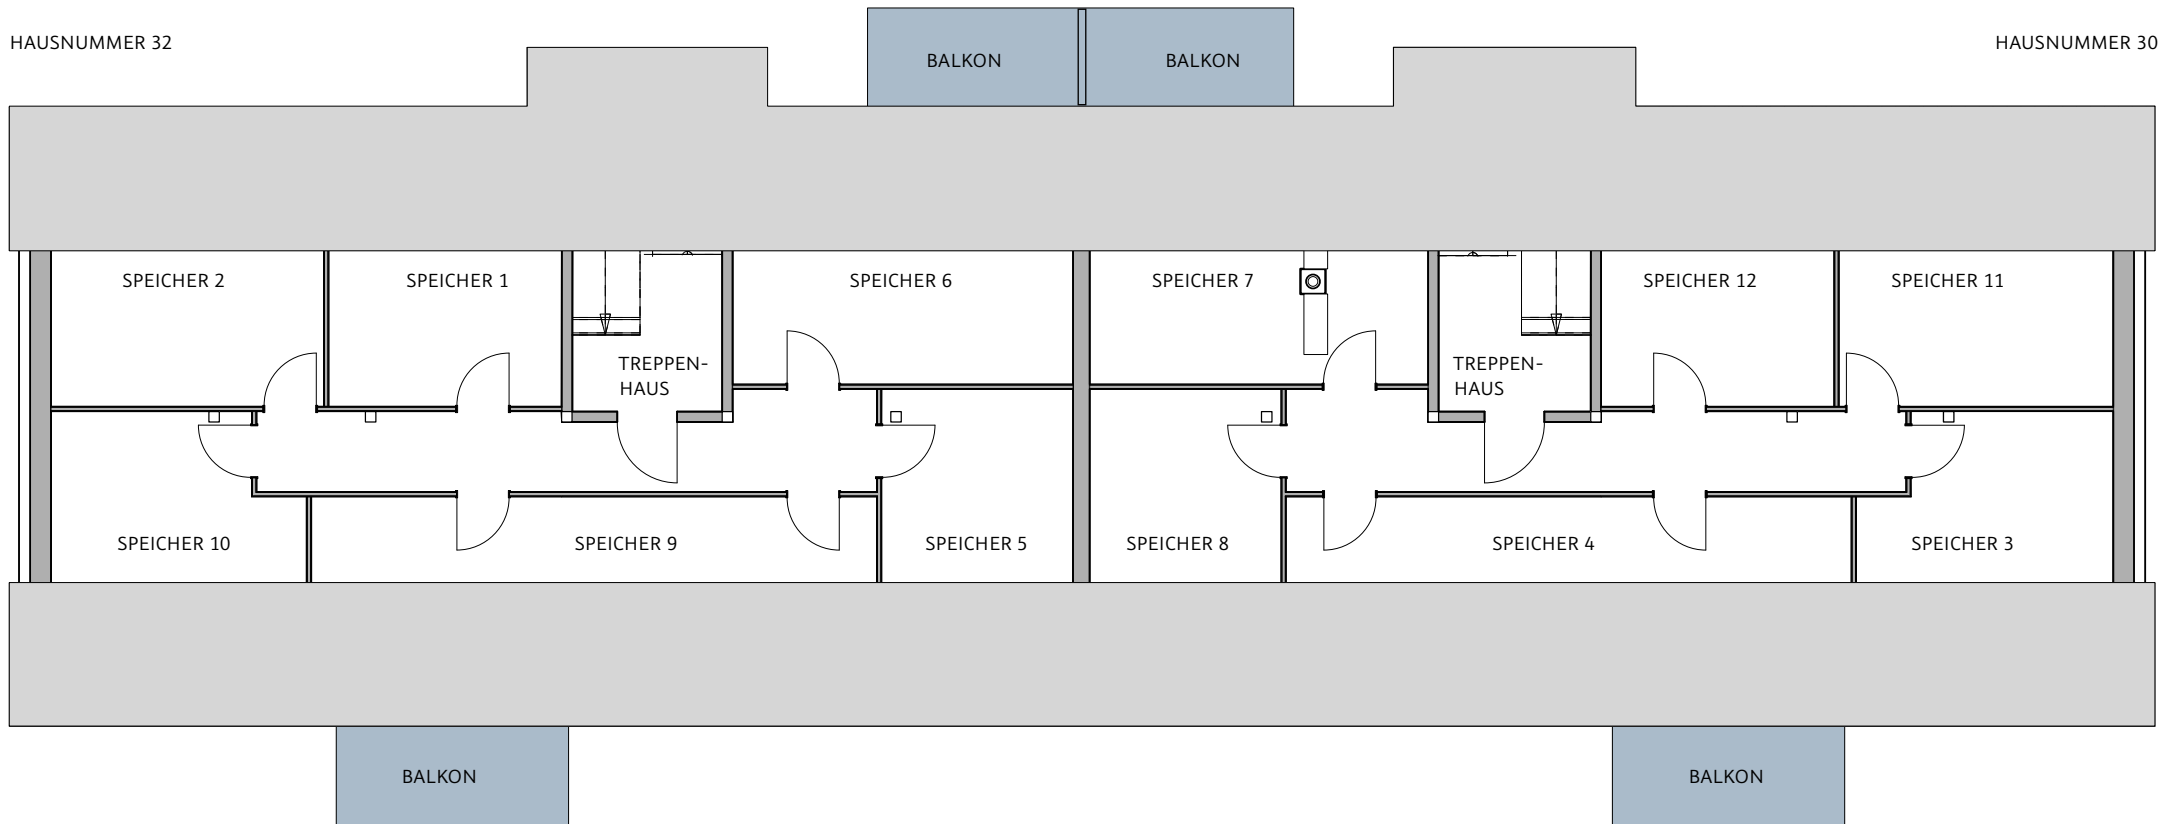 HAUSNUMMER 32
BALKON
BALKON
HAUSNUMMER 30
SPEICHER 2
SPEICHER 1
SPEICHER 6
SPEICHER 7
SPEICHER 12
SPEICHER 11
TREPPEN-
HAUS
TREPPEN-
HAUS
SPEICHER 10
SPEICHER 9
SPEICHER 5
SPEICHER 8
SPEICHER 4
SPEICHER 3
BALKON
BALKON